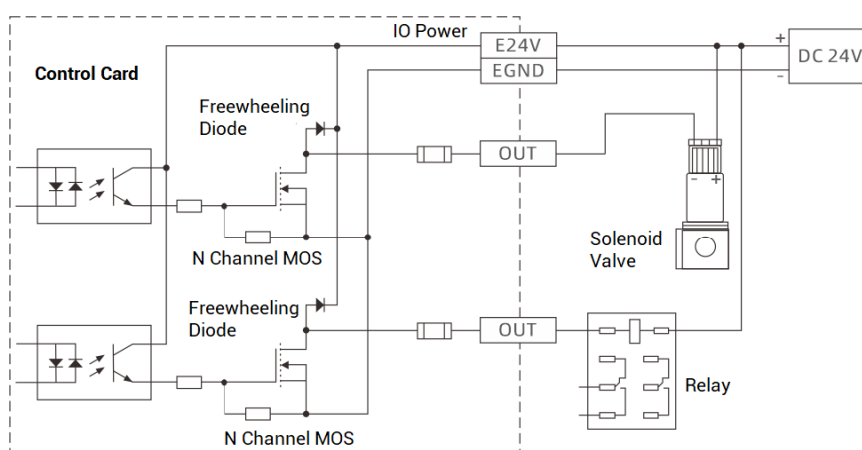 IO Power
E24V
+
DC 24V
EGND
-
Control Card
Freewheeling
Diode
OUT
- +
N Channel MOS
Solenoid
Valve
Freewheeling
Diode
OUT
Relay
N Channel MOS